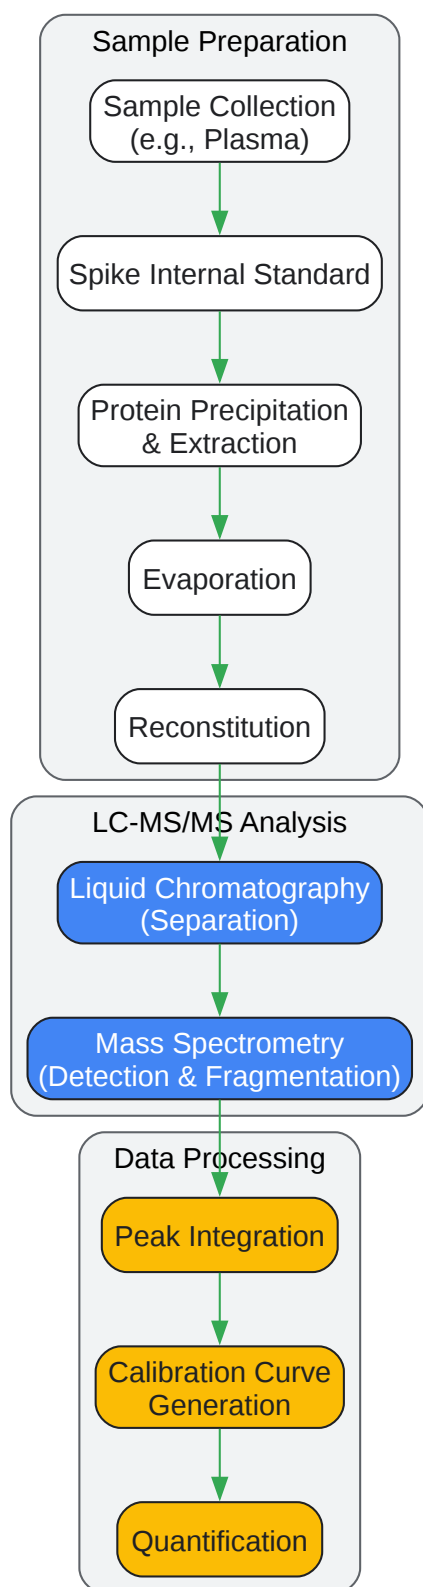 Sample Preparation
Sample Collection
(e.g., Plasma)
Spike Internal Standard
Protein Precipitation
& Extraction
Evaporation
Reconstitution
LC-MS/MS Analysis
Liquid Chromatography
(Separation)
Mass Spectrometry
(Detection & Fragmentation)
Data Processing
Peak Integration
Calibration Curve
Generation
Quantification